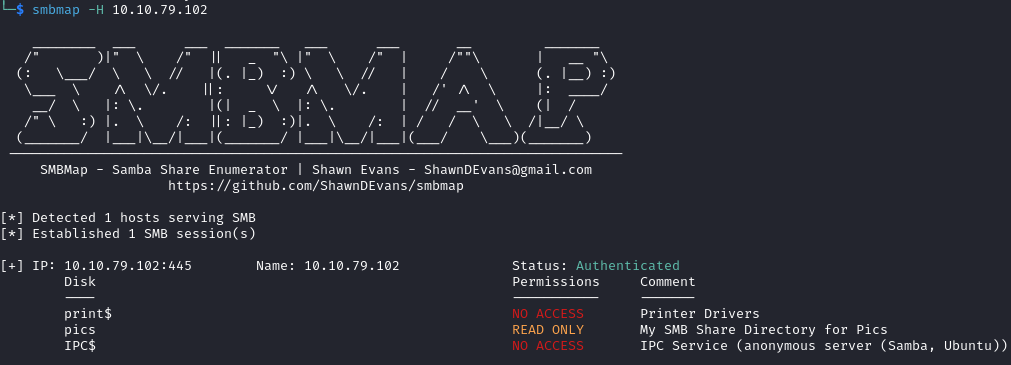 └─$ smbmap -H 10.10.79.102
SMBMap - Samba Share Enumerator | Shawn Evans - ShawnDEvans@gmail.com
https://github.com/ShawnDEvans/smbmap
[*] Detected 1 hosts serving SMB
[*] Established 1 SMB session(s)
[+] IP: 10.10.79.102:445 Name: 10.10.79.102 Status: Authenticated
Disk Permissions Comment
---- ----------- -------
print$ NO ACCESS Printer Drivers
pics READ ONLY My SMB Share Directory for Pics
IPC$ NO ACCESS IPC Service (anonymous server (Samba, Ubuntu))